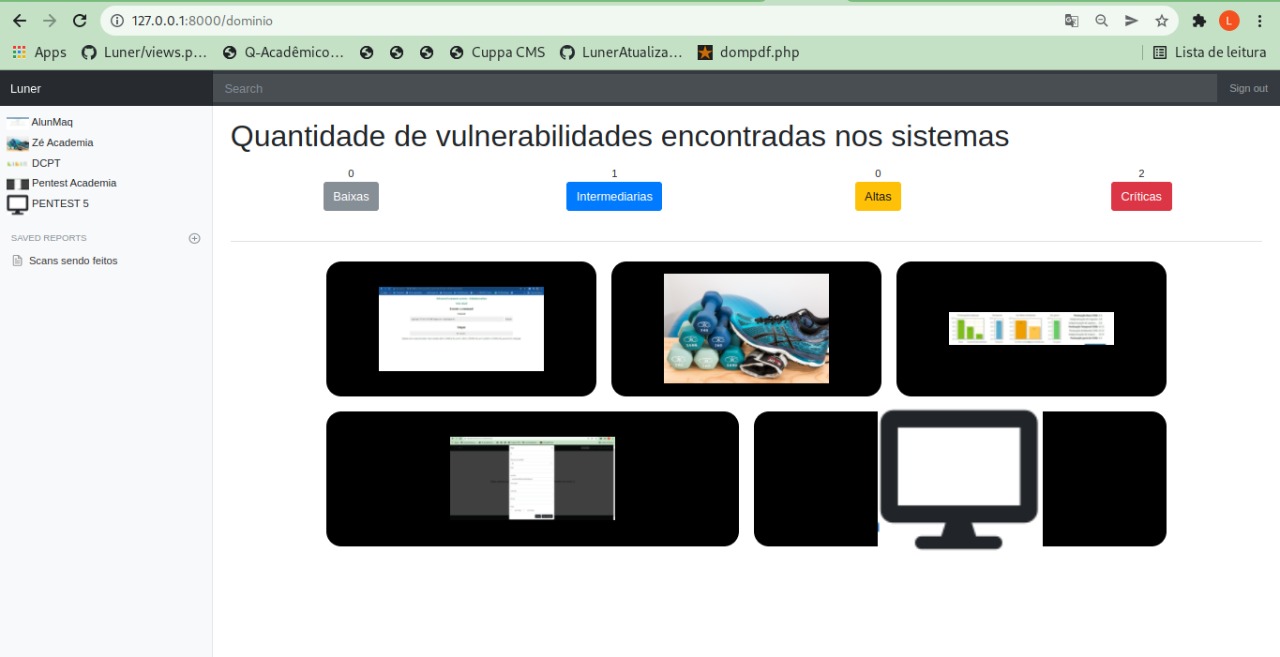 127.0.0.1:8000/dominio
L
Apps
Luner/views.p…
Q-Acadêmico…
Cuppa CMS
LunerAtualiza…
dompdf.php
Lista de leitura
Luner
Search
Sign out
AlunMaq
Zé Academia
DCPT
Pentest Academia
PENTEST 5
SAVED REPORTS
Scans sendo feitos
Quantidade de vulnerabilidades encontradas nos sistemas
0
1
0
2
Baixas
Intermediarias
Altas
Críticas